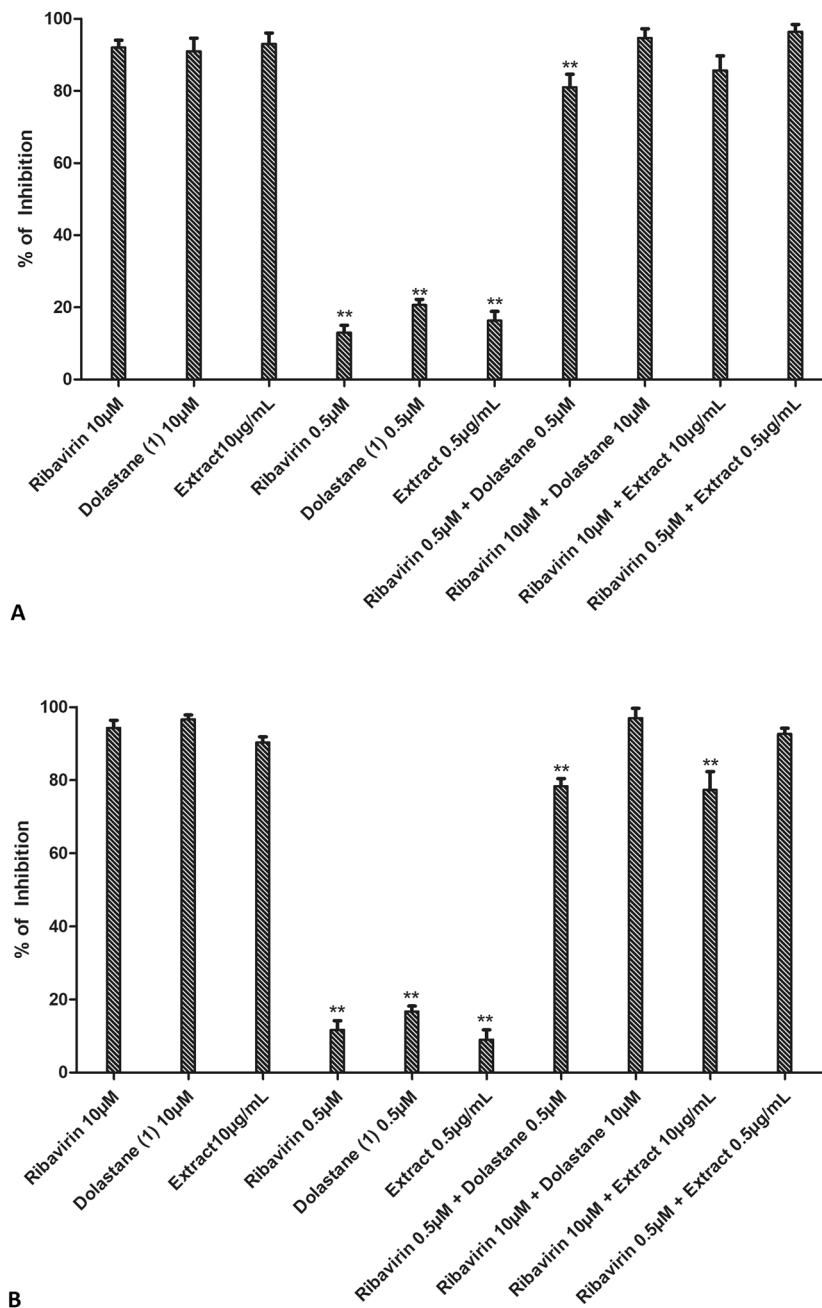 % of Inhibition
100
80
60
40
20
0
**
**
**
**
Ribavirin 10µM
Dolastane (1) 10µM
Extract10µg/mL
Ribavirin 0.5µM
Dolastane (1) 0.5µM
Extract 0.5µg/mL
Ribavirin 0.5µM + Dolastane 0.5µM
Ribavirin 10µM + Dolastane 10µM
Ribavirin 10µM + Extract 10µg/mL
Ribavirin 0.5µM + Extract 0.5µg/mL
A
% of Inhibition
100
80
60
40
20
0
**
**
**
**
**
Ribavirin 10µM
Dolastane (1) 10µM
Extract10µg/mL
Ribavirin 0.5µM
Dolastane (1) 0.5µM
Extract 0.5µg/mL
Ribavirin 0.5µM + Dolastane 0.5µM
Ribavirin 10µM + Dolastane 10µM
Ribavirin 10µM + Extract 10µg/mL
Ribavirin 0.5µM + Extract 0.5µg/mL
B